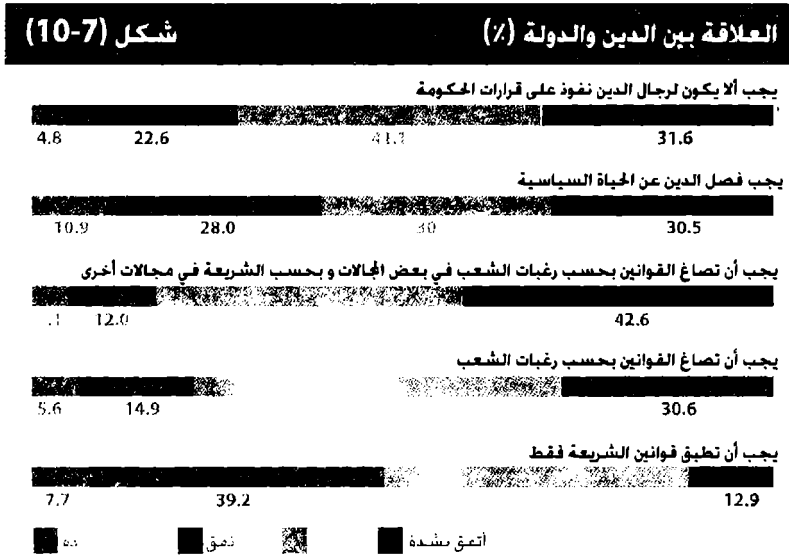 العلاقة بين الدين والدولة (٪) شكل (7-10)
يجب ألا يكون لرجال الدين نفوذ على قرارات الحكومة
31.6 41.1 22.6 4.8
يجب فصل الدين عن الحياة السياسية
30.5 30 28.0 10.9
يجب أن تصاغ القوانين بحسب رغبات الشعب في بعض المجالات وبحسب الشريعة في مجالات أخرى
42.6 12.0
يجب أن تصاغ القوانين بحسب رغبات الشعب
30.6 14.9 5.6
يجب أن تطبق قوانين الشريعة فقط
12.9 39.2 7.7
أتفق بشدة